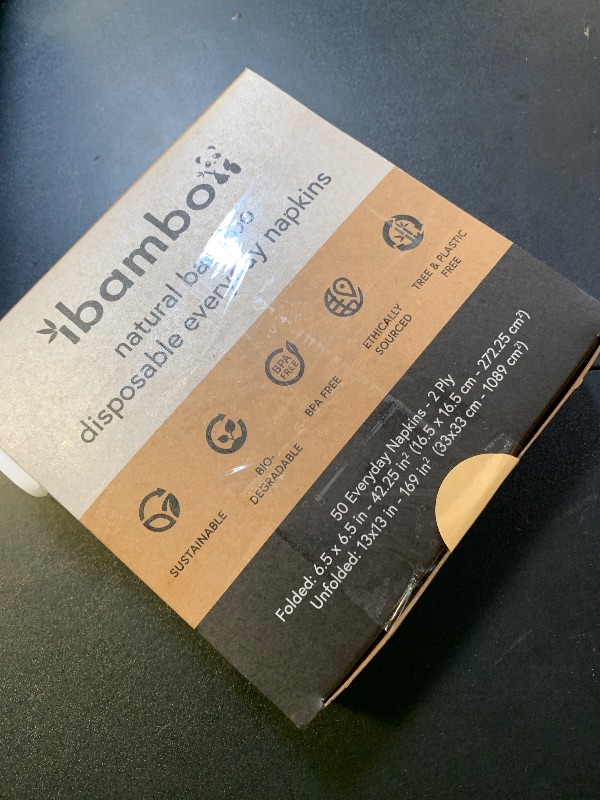 ibamboo
natural bamboo
disposable everyday napkins
SUSTAINABLE
BIO-
DEGRADABLE
BPA
FREE
BPA FREE
ETHICALLY
SOURCED
TREE & PLASTIC
FREE
50 Everyday Napkins - 2 Ply
Folded: 6.5 x 6.5 in - 42.25 in² (16.5 x 16.5 cm - 272.25 cm²)
Unfolded: 13x13 in - 169 in² (33x33 cm - 1089 cm²)